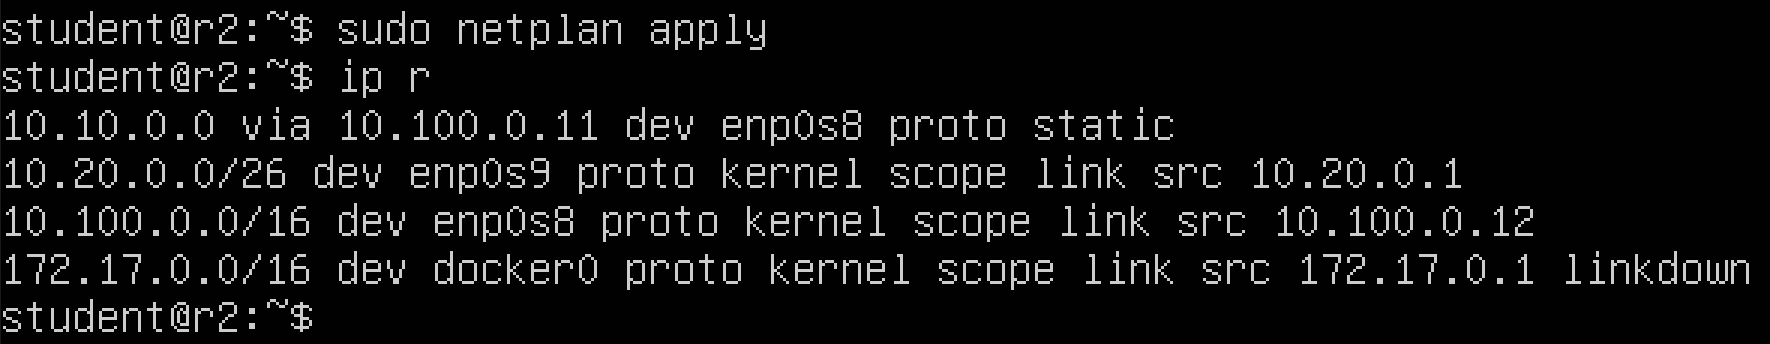 student@r2:~$ sudo netplan apply
student@r2:~$ ip r
10.10.0.0 via 10.100.0.11 dev enp0s8 proto static
10.20.0.0/26 dev enp0s9 proto kernel scope link src 10.20.0.1
10.100.0.0/16 dev enp0s8 proto kernel scope link src 10.100.0.12
172.17.0.0/16 dev docker0 proto kernel scope link src 172.17.0.1 linkdown
student@r2:~$